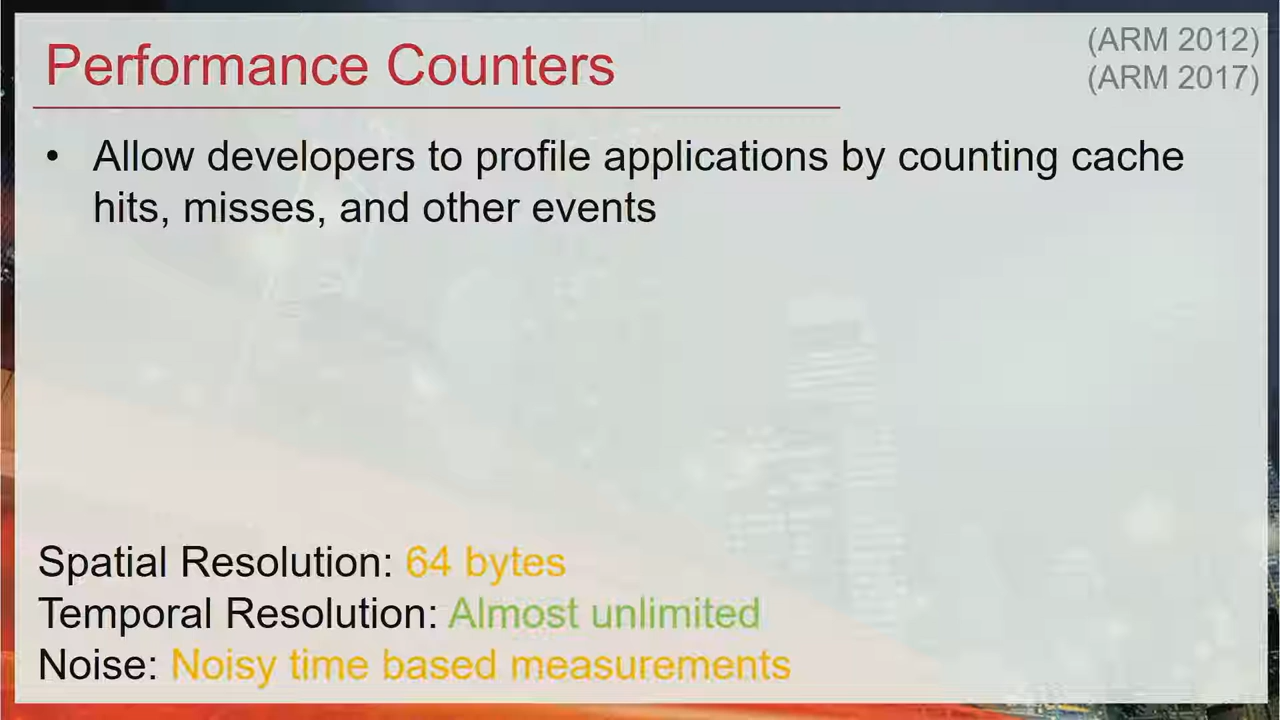 Performance Counters
(ARM 2012)
(ARM 2017)
• Allow developers to profile applications by counting cache
hits, misses, and other events
Spatial Resolution: 64 bytes
Temporal Resolution: Almost unlimited
Noise: Noisy time based measurements